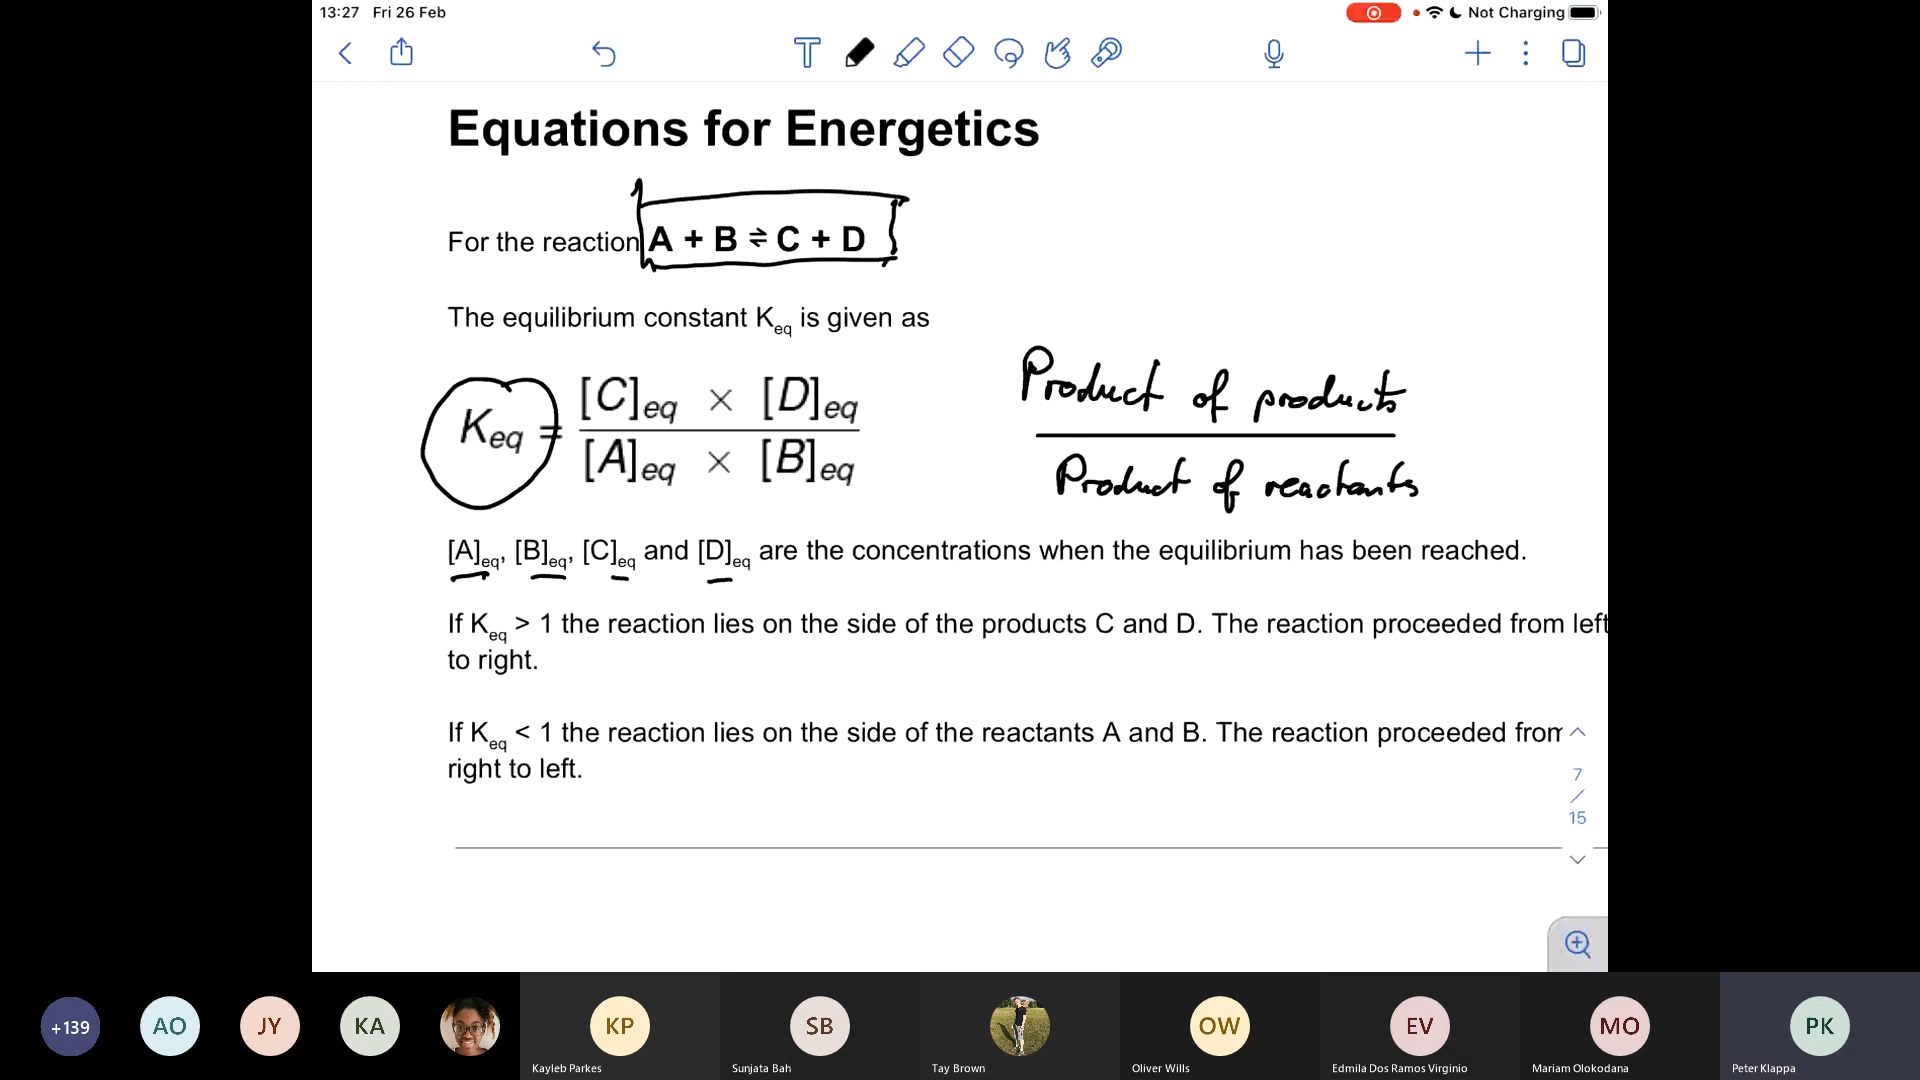 13:27 Fri 26 Feb
Not Charging
Equations for Energetics
For the reaction A + B ⇌ C + D
The equilibrium constant Keq is given as
Keq = [C]eq × [D]eq
[A]eq × [B]eq
Product of products
Product of reactants
[A]eq, [B]eq, [C]eq and [D]eq are the concentrations when the equilibrium has been reached.
If Keq > 1 the reaction lies on the side of the products C and D. The reaction proceeded from left
to right.
If Keq < 1 the reaction lies on the side of the reactants A and B. The reaction proceeded from
right to left.
7
/
15
+139
AO
JY
KA
KP
SB
OW
EV
MO
PK
Kayleb Parkes
Sunjata Bah
Tay Brown
Oliver Wills
Edmila Dos Ramos Virginio
Mariam Olokodana
Peter Klappa